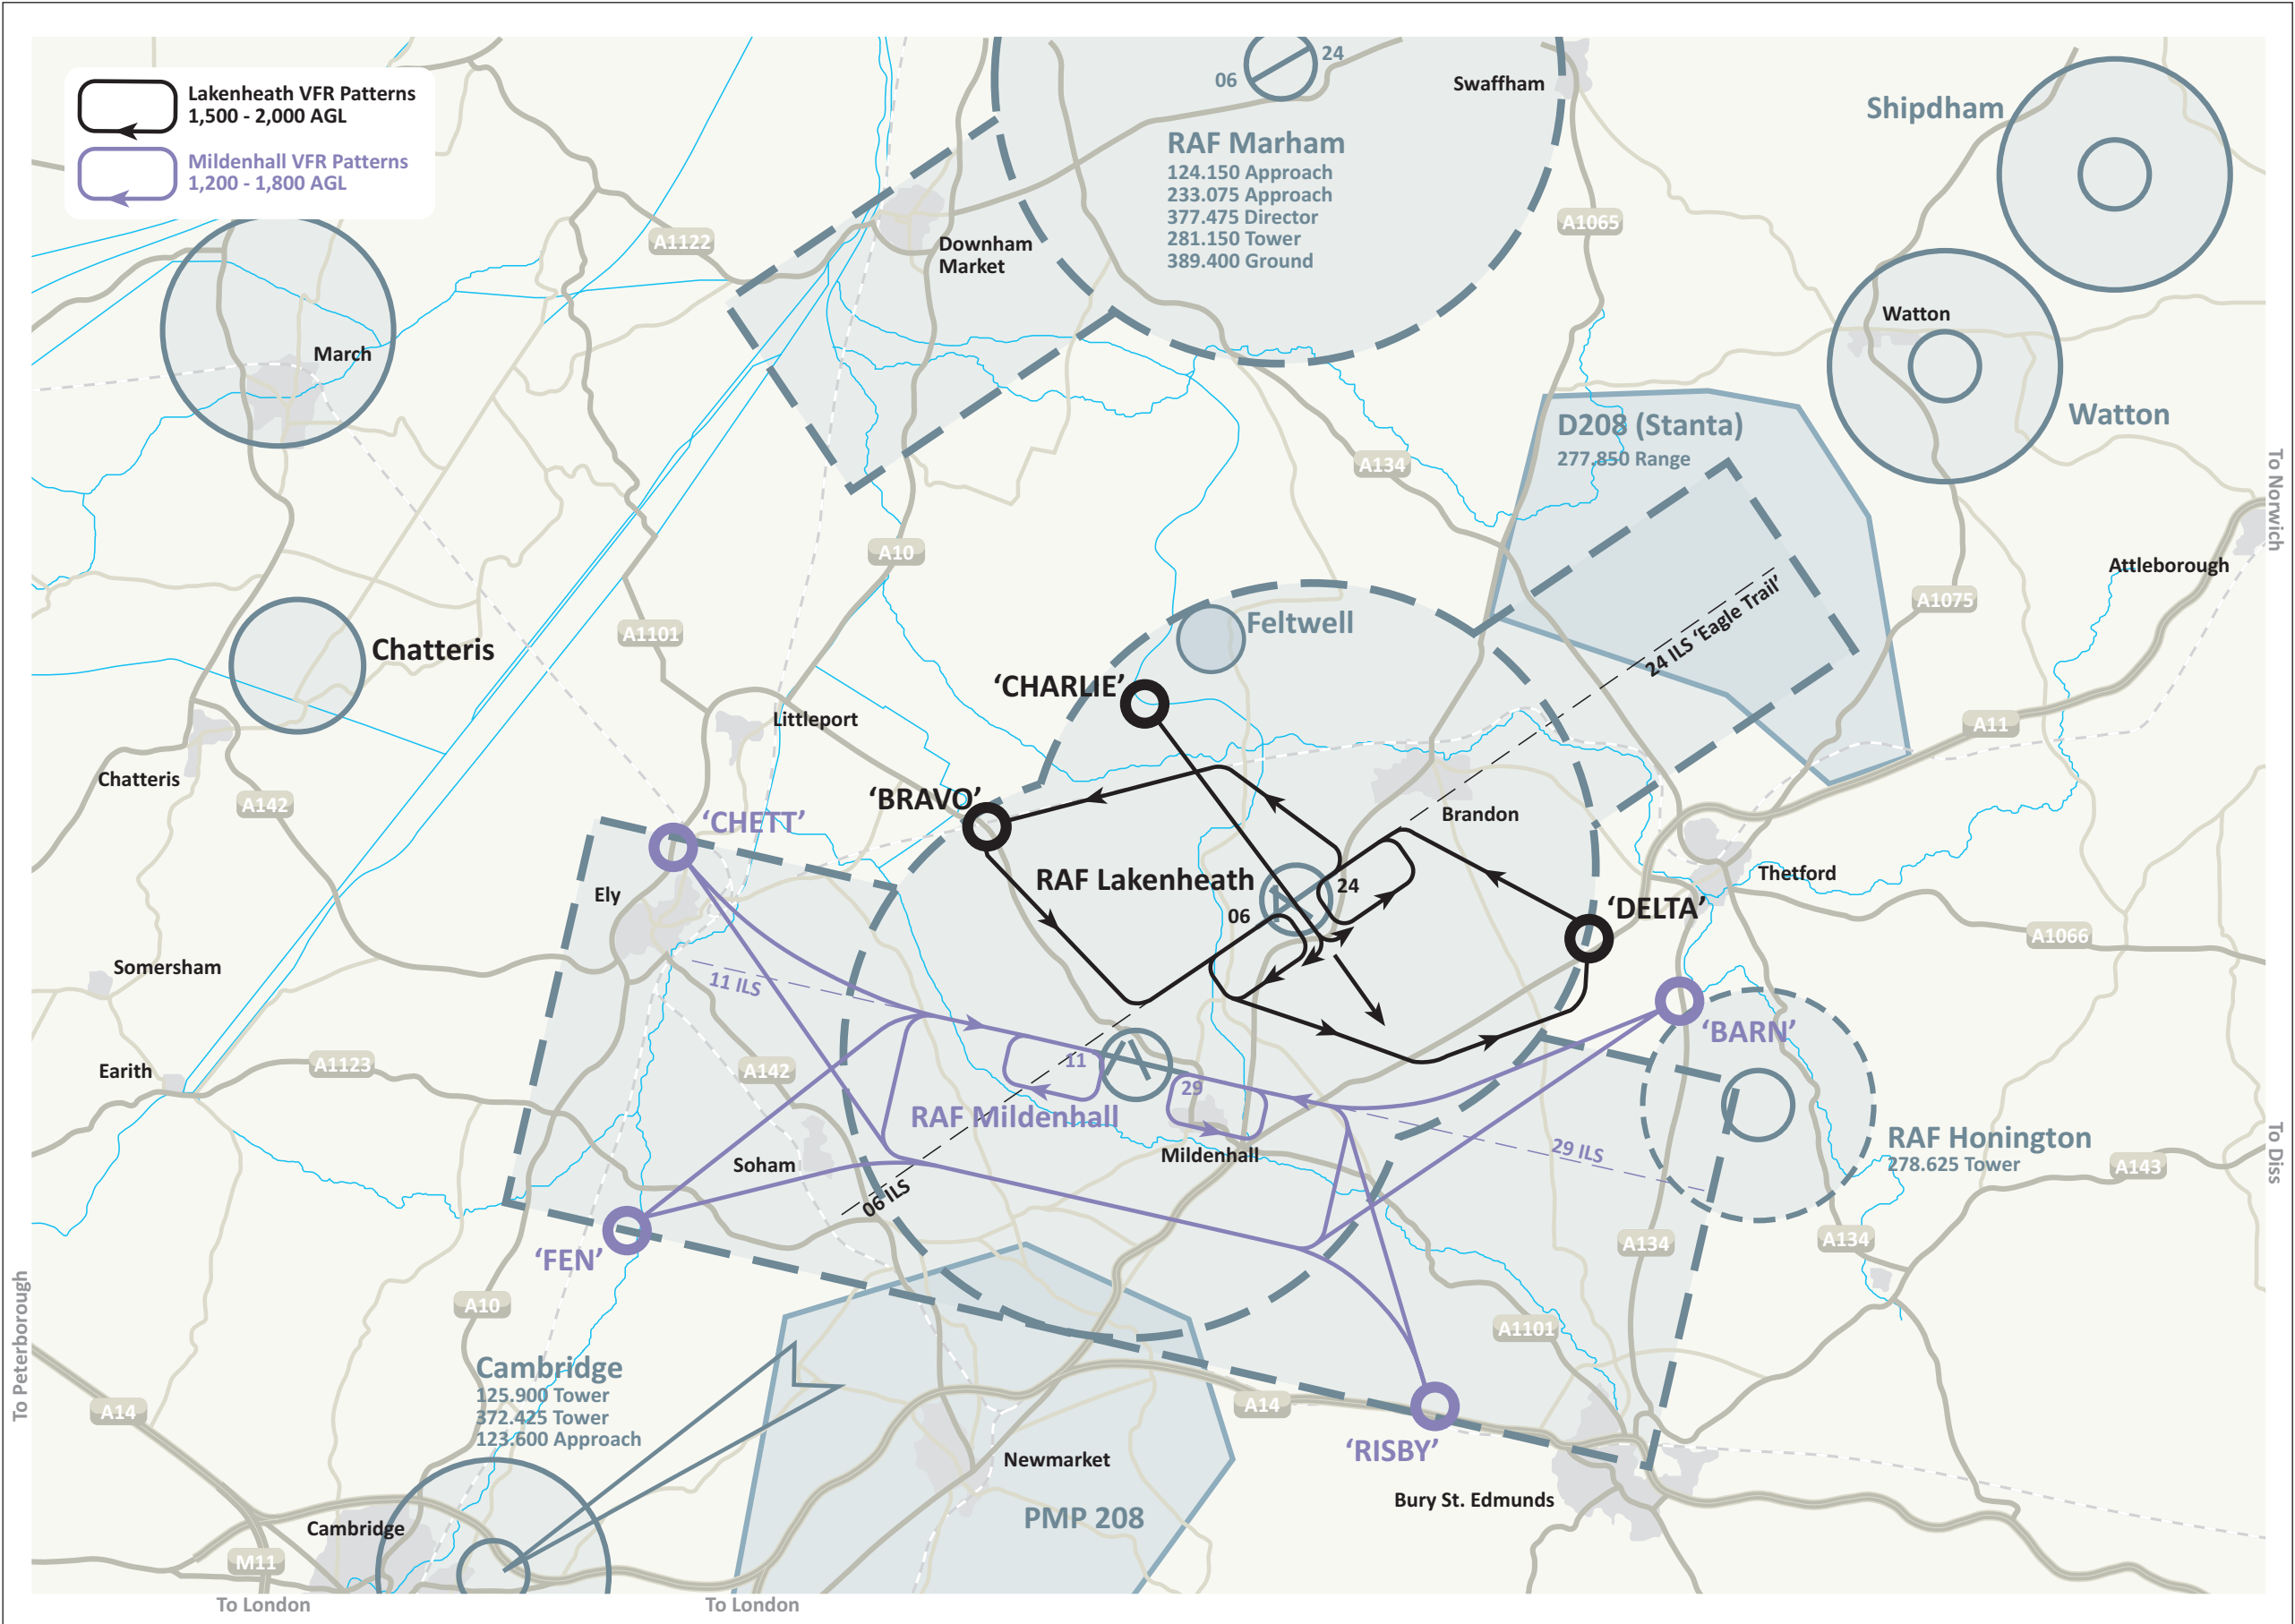 Lakenheath VFR Patterns
1,500 - 2,000 AGL
Mildenhall VFR Patterns
1,200 - 1,800 AGL
24
06
Swaffham
Shipdham
RAF Marham
124.150 Approach
233.075 Approach
377.475 Director
281.150 Tower
389.400 Ground
A1065
A1122
Downham
Market
March
Watton
Watton
D208 (Stanta)
277.850 Range
A134
To Norwich
A10
Attleborough
24 ILS ‘Eagle Trail’
A1075
Feltwell
A1101
Chatteris
‘CHARLIE’
Littleport
A11
Chatteris
A142
‘BRAVO’
‘CHETT’
Brandon
Thetford
RAF Lakenheath
24
06
Ely
‘DELTA’
A1066
Somersham
11 ILS
‘BARN’
Earith
A1123
A142
11
29
RAF Mildenhall
29 ILS
Mildenhall
RAF Honington
278.625 Tower
A143
To Diss
Soham
06 ILS
‘FEN’
A134
A134
A10
To Peterborough
A1101
Cambridge
125.900 Tower
372.425 Tower
123.600 Approach
A14
A14
‘RISBY’
Newmarket
Bury St. Edmunds
PMP 208
Cambridge
M11
To London
To London